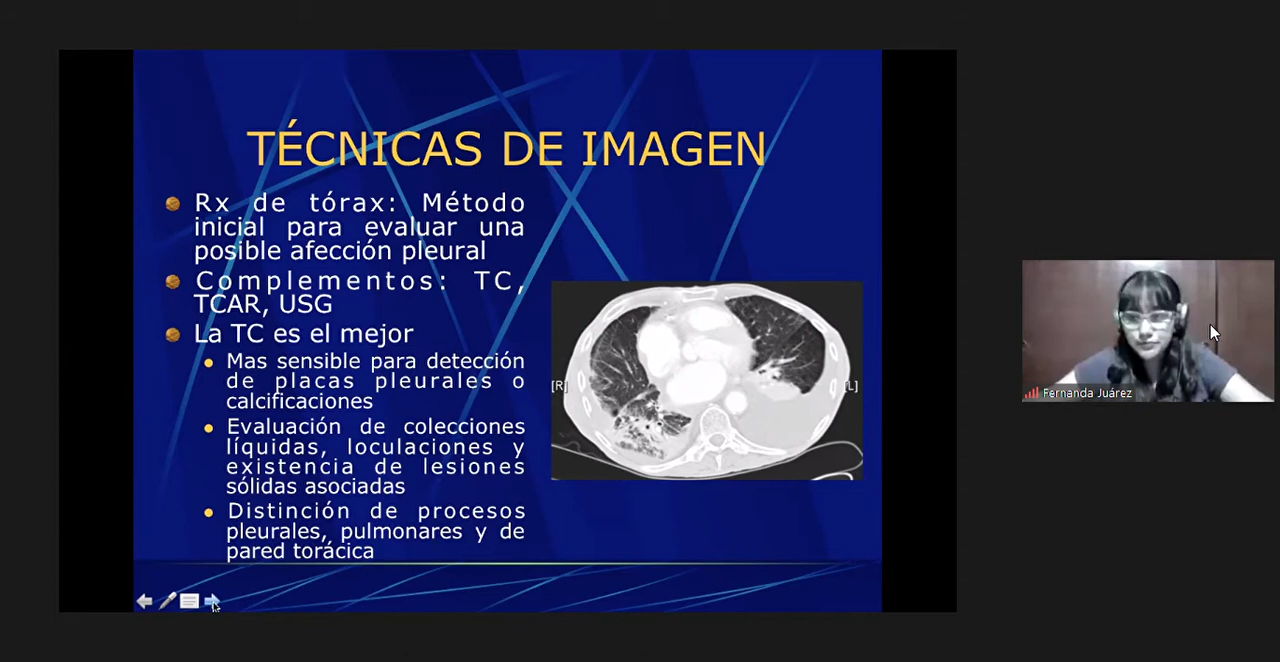 TÉCNICAS DE IMAGEN
Rx de tórax: Método
inicial para evaluar una
posible afección pleural
Complementos: TC,
TCAR, USG
La TC es el mejor
Mas sensible para detección
de placas pleurales o
calcificaciones
Evaluación de colecciones
líquidas, loculaciones y
existencia de lesiones
sólidas asociadas
Distinción de procesos
pleurales, pulmonares y de
pared torácica
[R]
[L]
Fernanda Juárez